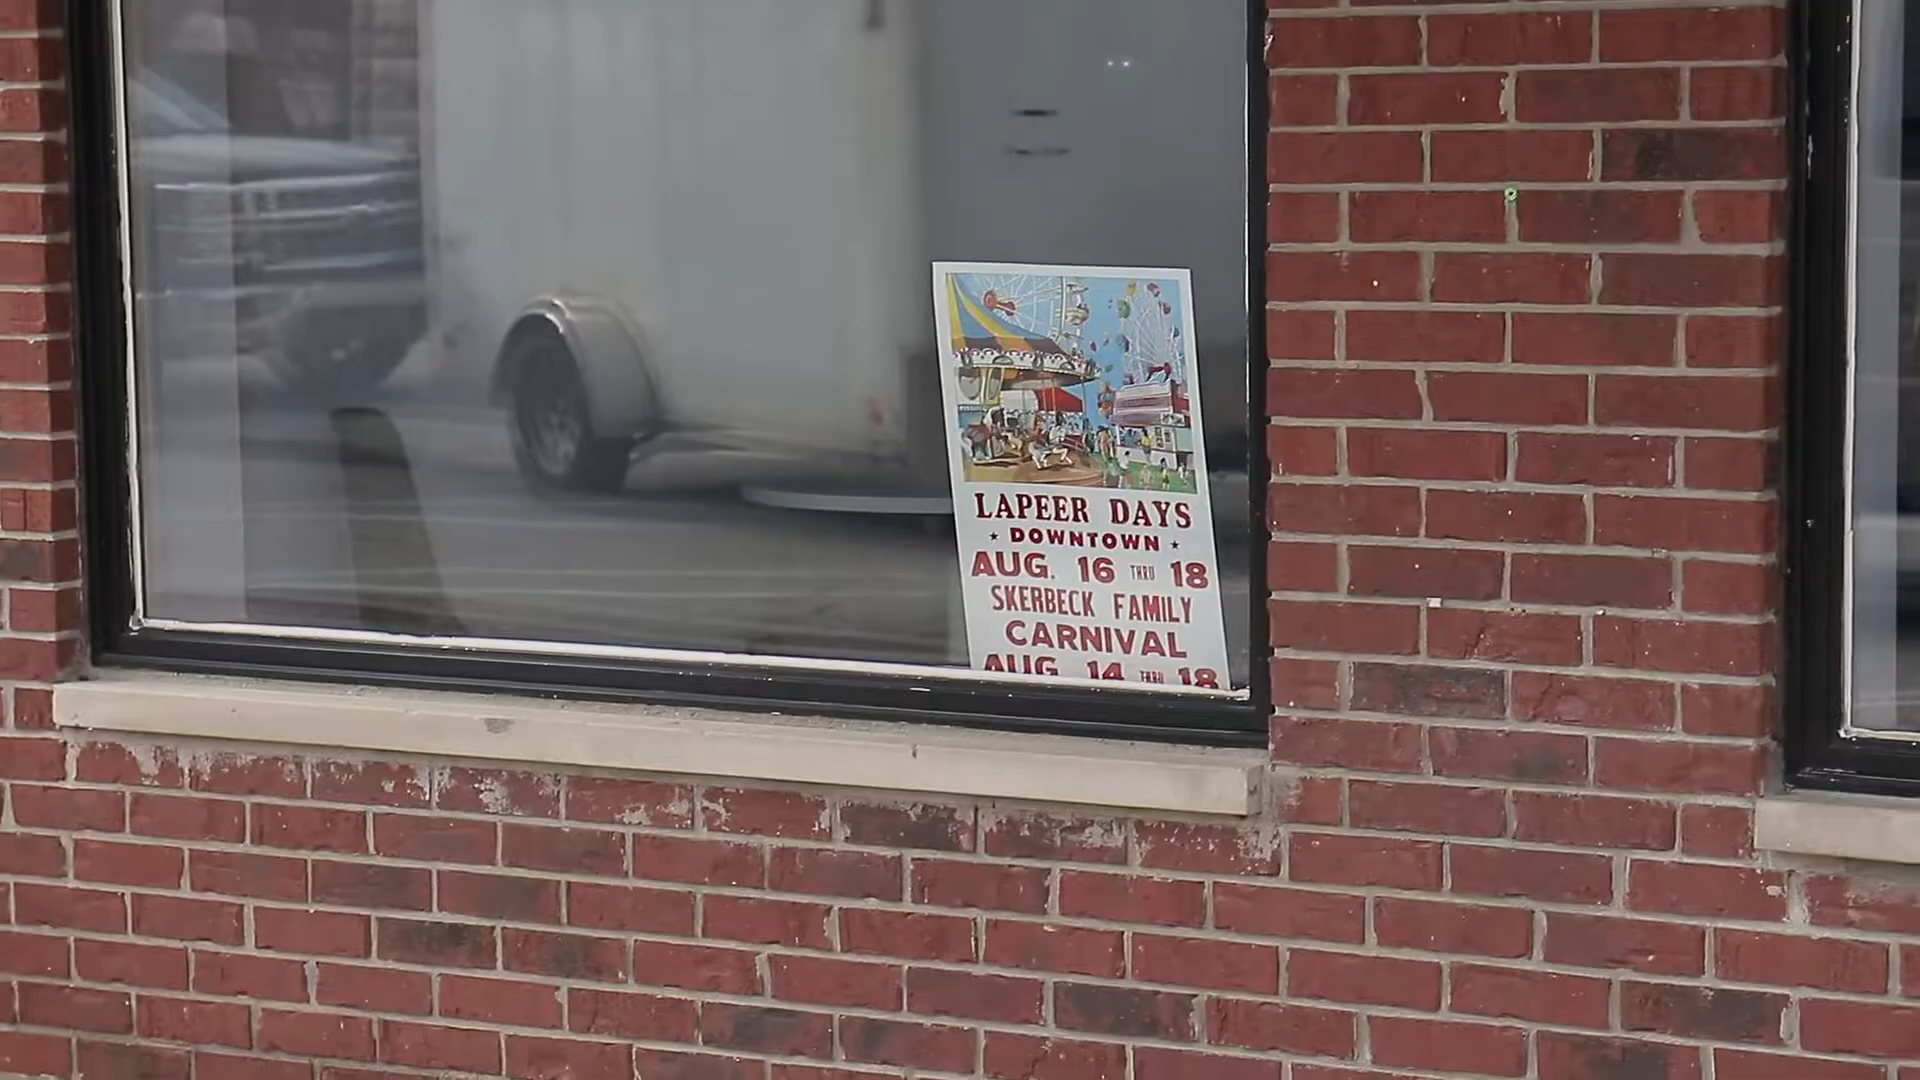 LAPEER DAYS
★ DOWNTOWN ★
AUG. 16 THRU 18
SKERBECK FAMILY
CARNIVAL
AUG. 14 THRU 18